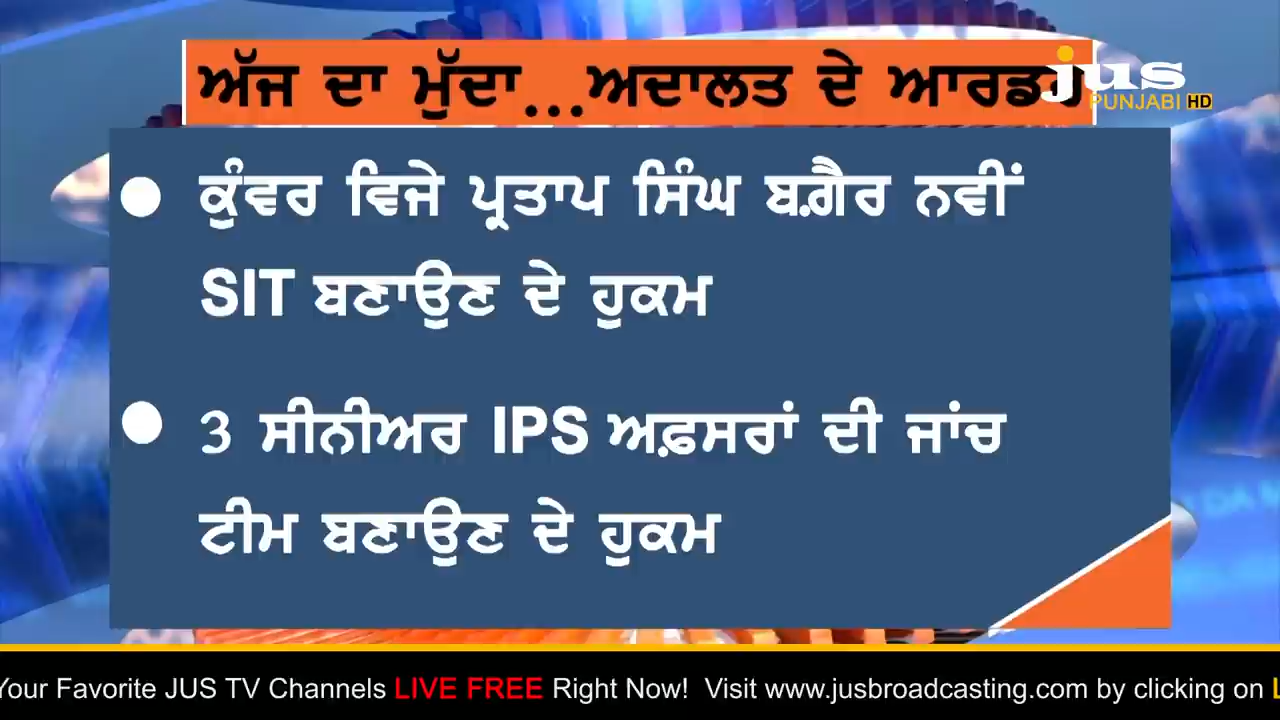 ਅੱਜ ਦਾ ਮੁੱਦਾ...ਅਦਾਲਤ ਦੇ
jus
PUNJABI HD
ਕੁੰਵਰ ਵਿਜੇ ਪ੍ਰਤਾਪ ਸਿੰਘ ਬਗ਼ੈਰ ਨਵੀਂ
SIT ਬਣਾਉਣ ਦੇ ਹੁਕਮ
3 ਸੀਨੀਅਰ IPS ਅਫ਼ਸਰਾਂ ਦੀ ਜਾਂਚ
ਟੀਮ ਬਣਾਉਣ ਦੇ ਹੁਕਮ
Your Favorite JUS TV Channels LIVE FREE Right Now! Visit www.jusbroadcasting.com by clicking on